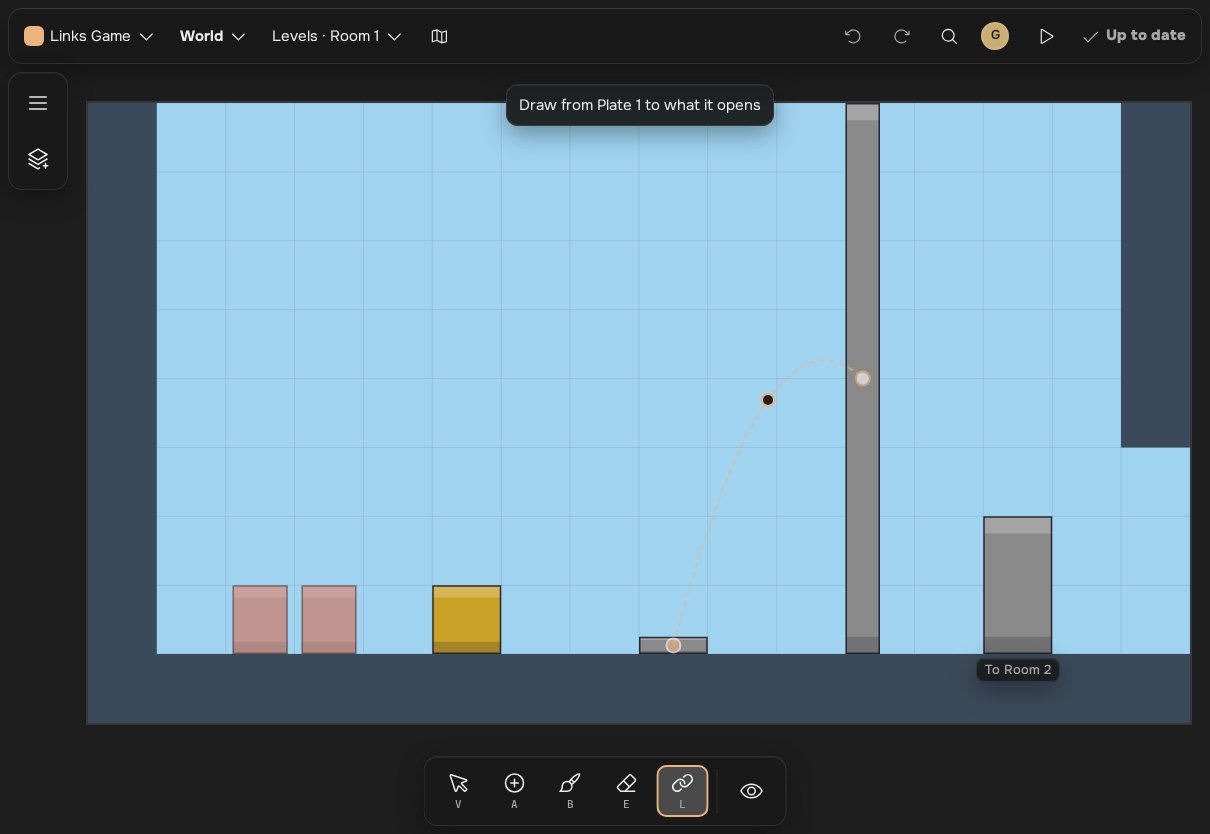 Links Game
World
Levels · Room 1
G
Up to date
Draw from Plate 1 to what it opens
To Room 2
V
A
B
E
L